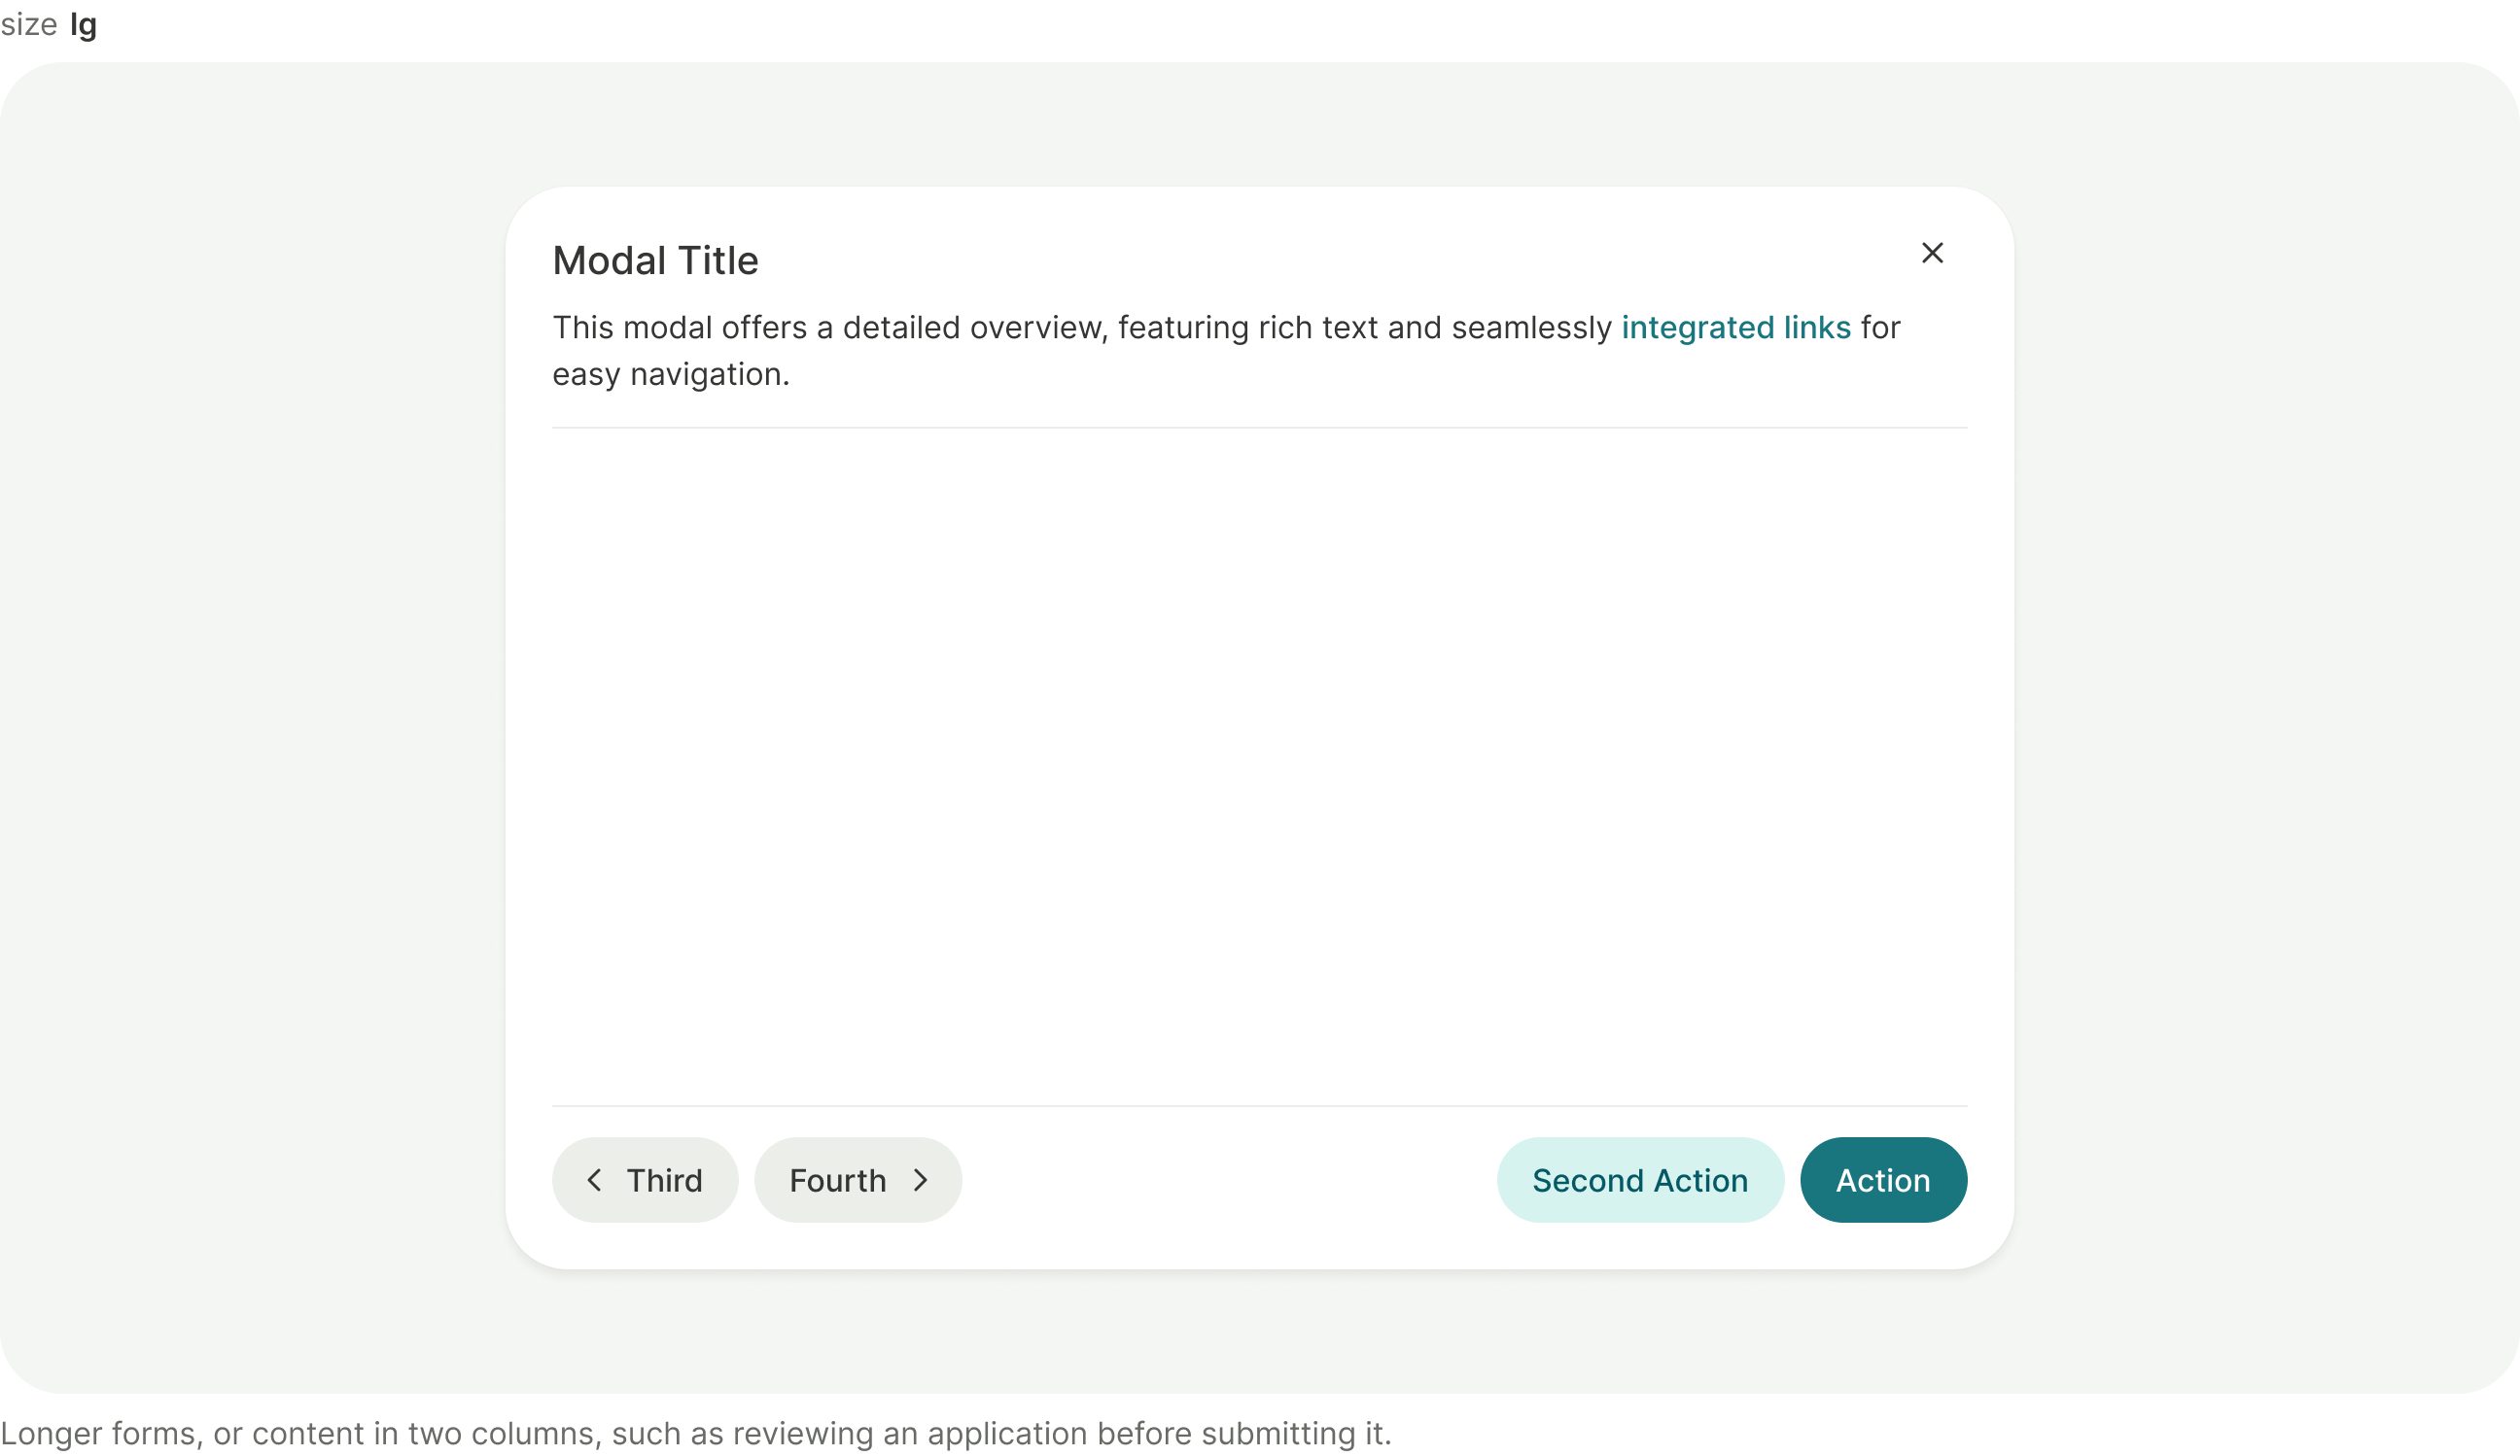 size lg
Modal Title
This modal offers a detailed overview, featuring rich text and seamlessly integrated links for
easy navigation.
Third
Fourth
Second Action
Action
Longer forms, or content in two columns, such as reviewing an application before submitting it.